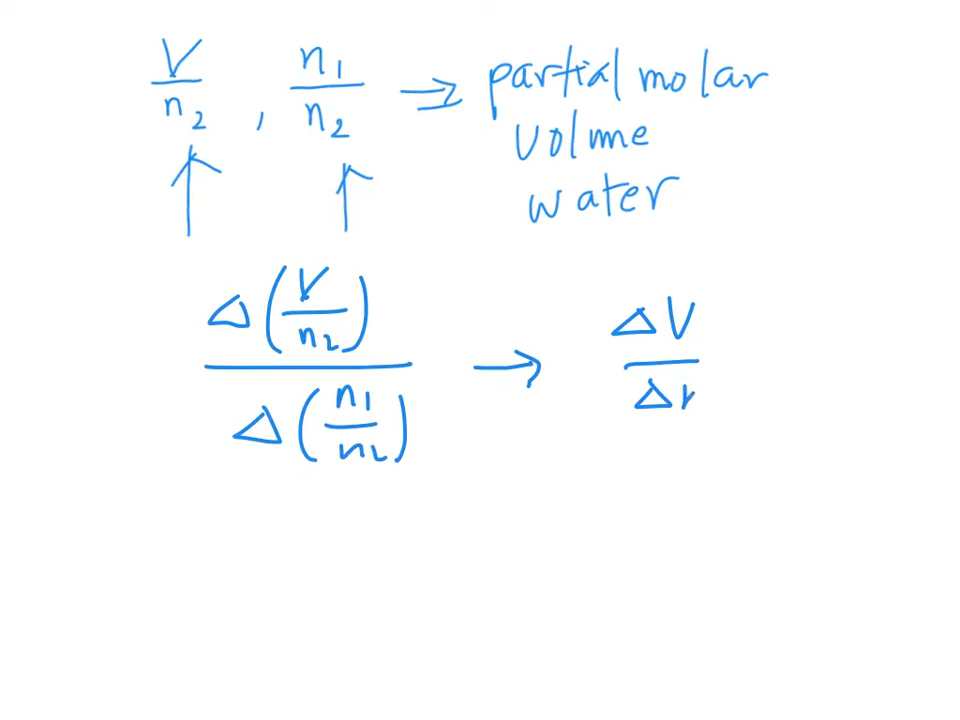 V/n₂ , n₁/n₂ ⇒ partial molar
volme
water
Δ(V/n₂) / Δ(n₁/n₂) → ΔV / Δ